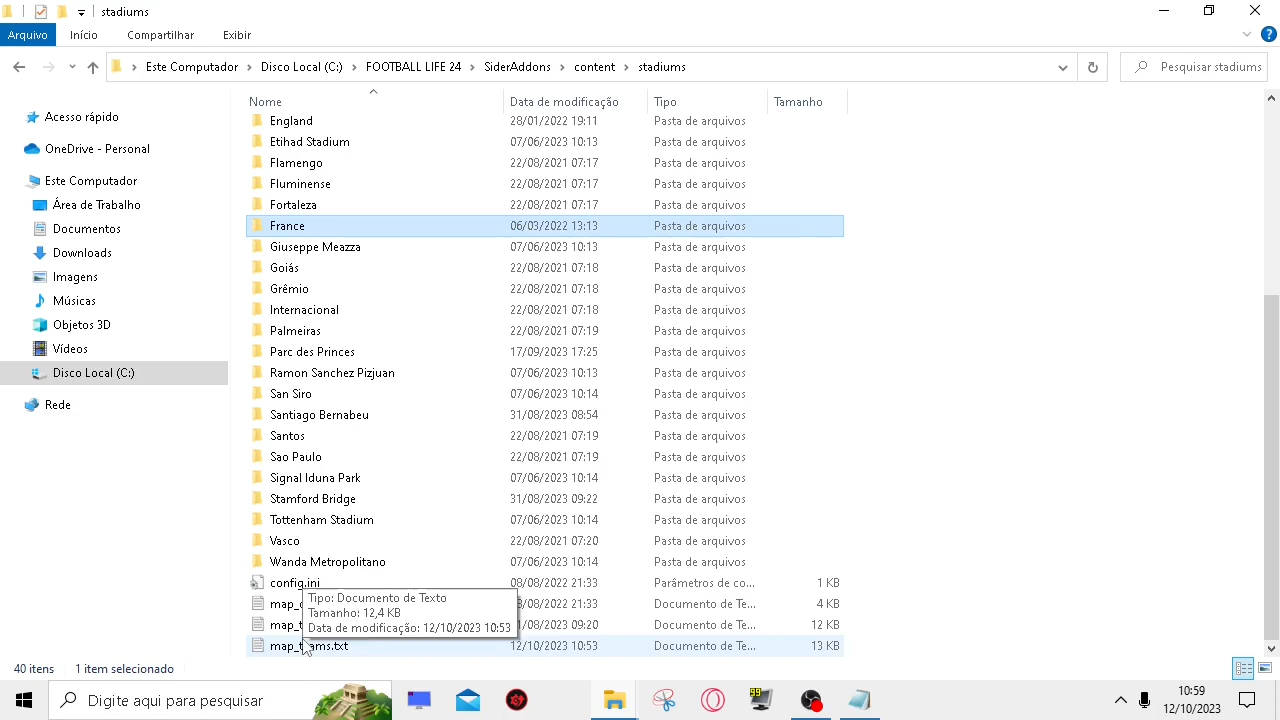 stadiums
Arquivo Início Compartilhar Exibir
Este Computador Disco Local (C:) FOOTBALL LIFE 24 SiderAddons content stadiums Pesquisar stadiums
Nome Data de modificação Tipo Tamanho
Acesso rápido
OneDrive - Personal
Este Computador
Área de Trabalho
Documentos
Downloads
Imagens
Músicas
Objetos 3D
Vídeos
Disco Local (C:)
Rede
England 28/01/2022 19:11 Pasta de arquivos
Etihad Stadium 07/06/2023 10:13 Pasta de arquivos
Flamengo 22/08/2021 07:17 Pasta de arquivos
Fluminense 22/08/2021 07:17 Pasta de arquivos
Fortaleza 22/08/2021 07:17 Pasta de arquivos
France 06/03/2022 13:13 Pasta de arquivos
Giuseppe Meazza 07/06/2023 10:13 Pasta de arquivos
Goiás 22/08/2021 07:18 Pasta de arquivos
Grêmio 22/08/2021 07:18 Pasta de arquivos
Internacional 22/08/2021 07:18 Pasta de arquivos
Palmeiras 22/08/2021 07:19 Pasta de arquivos
Parc des Princes 17/09/2023 17:25 Pasta de arquivos
Ramon Sanchez Pizjuan 07/06/2023 10:13 Pasta de arquivos
San Siro 07/06/2023 10:14 Pasta de arquivos
Santiago Bernabeu 31/08/2023 08:54 Pasta de arquivos
Santos 22/08/2021 07:19 Pasta de arquivos
Sao Paulo 22/08/2021 07:19 Pasta de arquivos
Signal Iduna Park 07/06/2023 10:14 Pasta de arquivos
Stamford Bridge 31/08/2023 09:22 Pasta de arquivos
Tottenham Stadium 07/06/2023 10:14 Pasta de arquivos
Vasco 22/08/2021 07:20 Pasta de arquivos
Wanda Metropolitano 07/06/2023 10:14 Pasta de arquivos
config.ini 08/08/2022 21:33 Parâmetros de co... 1 KB
Tipo: Documento de Texto
Tamanho: 12,4 KB
Data de modificação: 12/10/2023 10:53
8/08/2022 21:33 Documento de Te... 4 KB
/08/2023 09:20 Documento de Te... 12 KB
12/10/2023 10:53 Documento de Te... 13 KB
40 itens 1 item selecionado
Digite aqui para pesquisar
99
10:59
12/10/2023